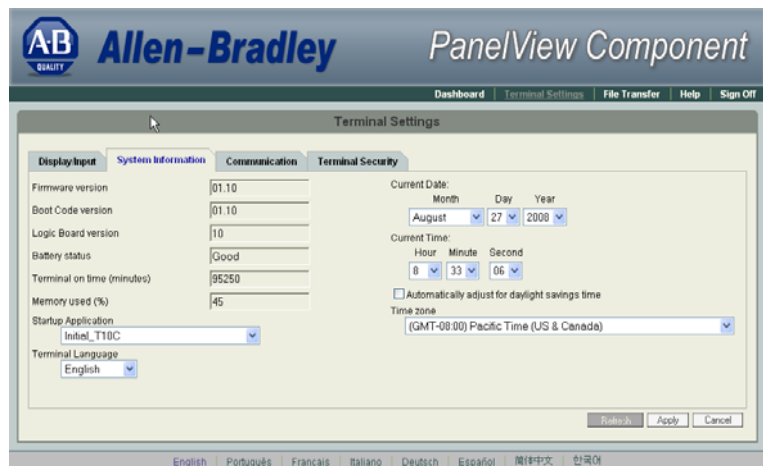 A·B
QUALITY
Allen-Bradley
PanelView Component
Dashboard | Terminal Settings | File Transfer | Help | Sign Off
Terminal Settings
Display/Input System Information Communication Terminal Security
Firmware version 01.10
Boot Code version 01.10
Logic Board version 10
Battery status Good
Terminal on time (minutes) 95250
Memory used (%) 45
Startup Application
Initial_T10C
Terminal Language
English
Current Date:
Month Day Year
August 27 2008
Current Time:
Hour Minute Second
8 33 06
Automatically adjust for daylight savings time
Time zone
(GMT-08:00) Pacific Time (US & Canada)
Refresh Apply Cancel
English | Português | Français | Italiano | Deutsch | Español | 简体中文 | 한국어